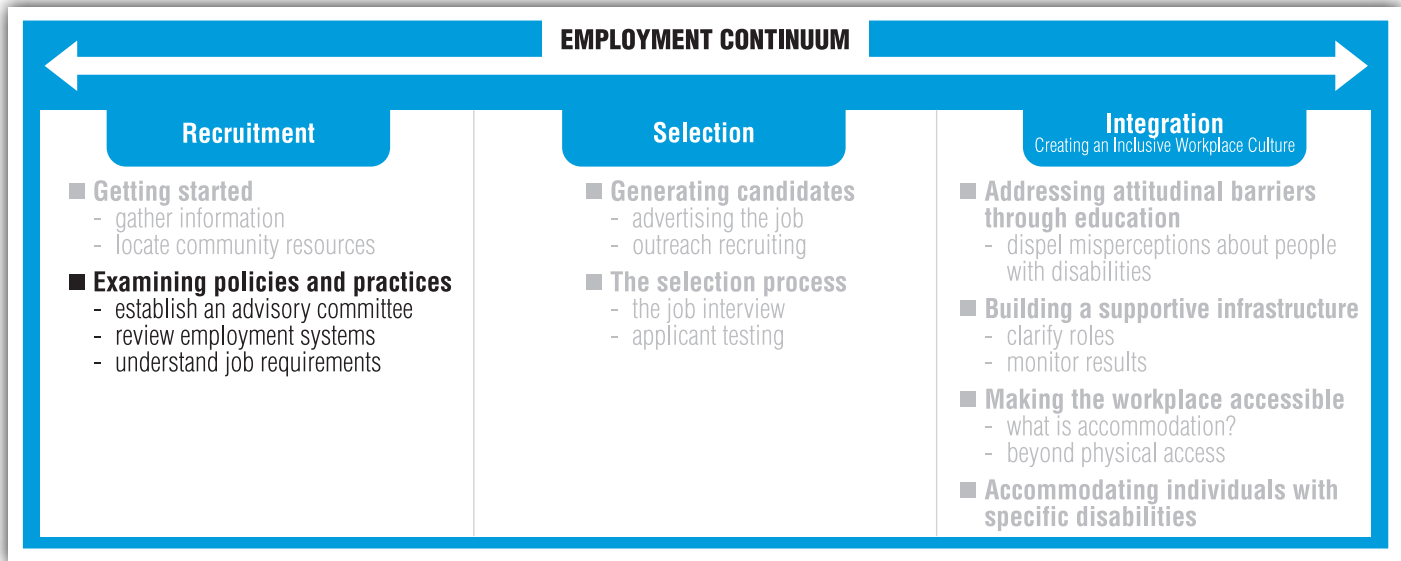 EMPLOYMENT CONTINUUM
Recruitment
■ Getting started
- gather information
- locate community resources
■ Examining policies and practices
- establish an advisory committee
- review employment systems
- understand job requirements
Selection
■ Generating candidates
- advertising the job
- outreach recruiting
■ The selection process
- the job interview
- applicant testing
Integration
Creating an Inclusive Workplace Culture
■ Addressing attitudinal barriers
through education
- dispel misperceptions about people
with disabilities
■ Building a supportive infrastructure
- clarify roles
- monitor results
■ Making the workplace accessible
- what is accommodation?
- beyond physical access
■ Accommodating individuals with
specific disabilities